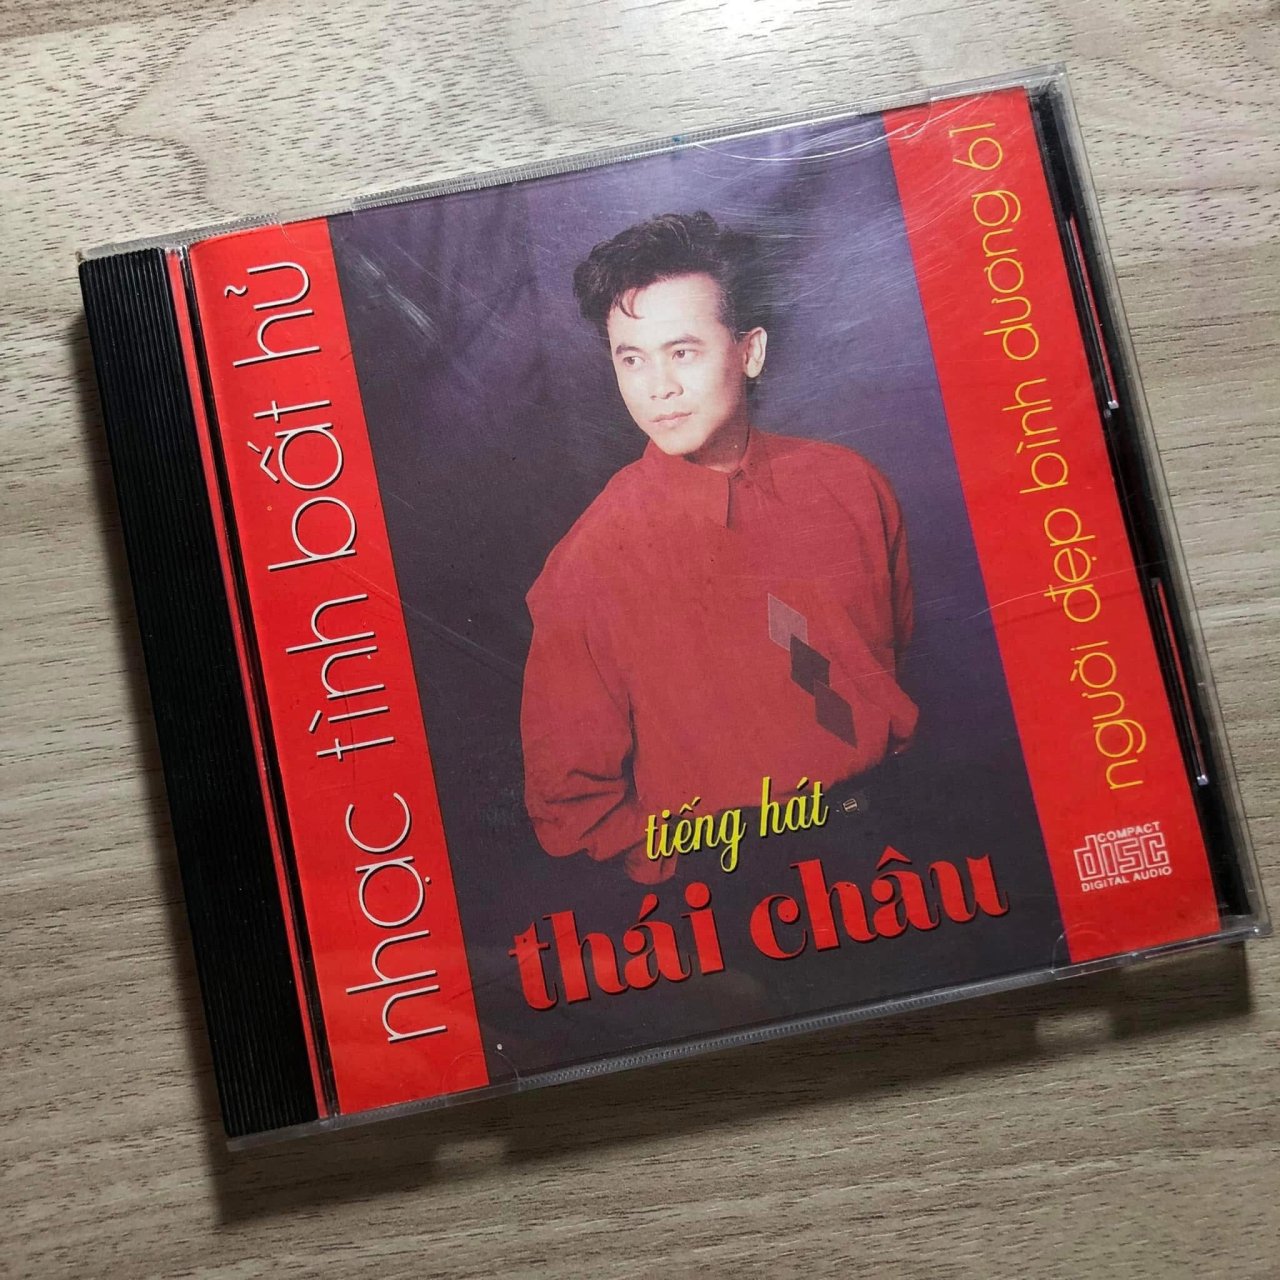 nhạc tình bất hủ
người đẹp bình dương 61
tiếng hát
thái châu
COMPACT
disc
DIGITAL AUDIO